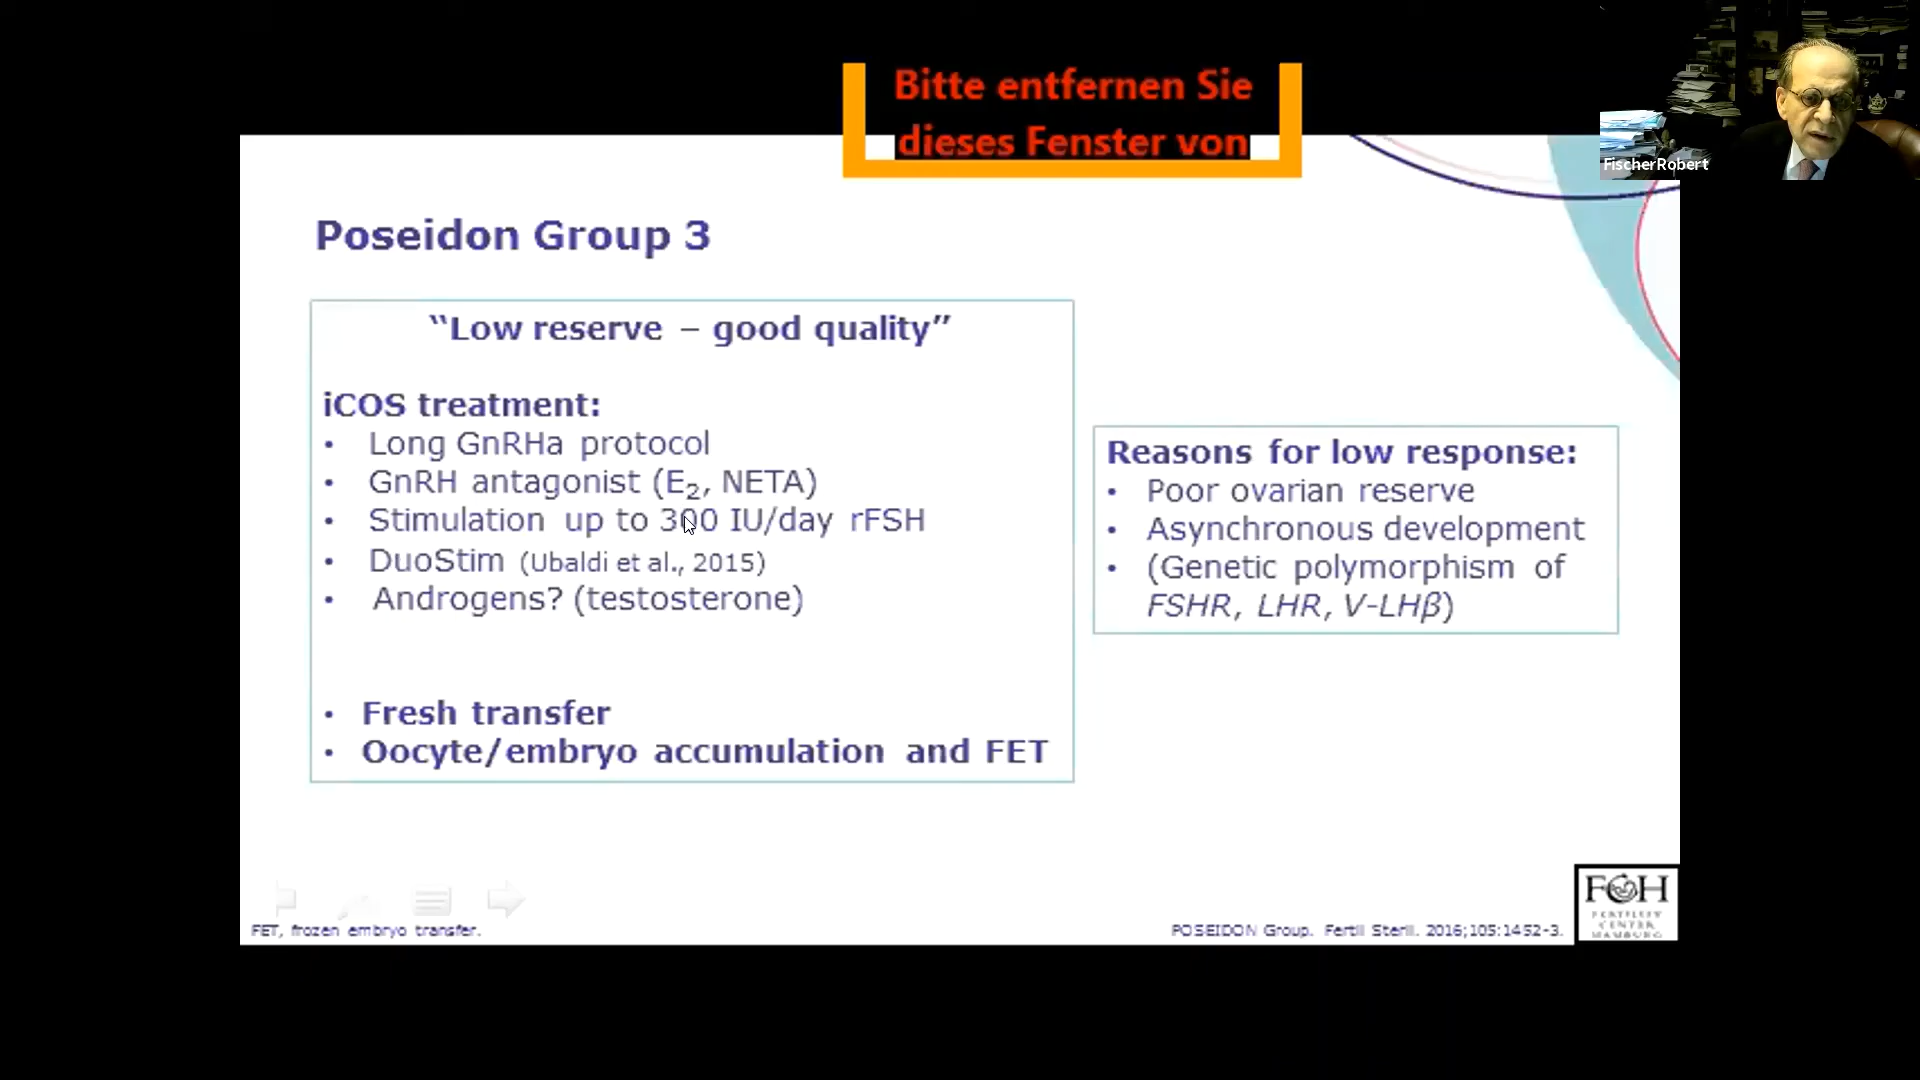 Bitte entfernen Sie
dieses Fenster von
FischerRobert
Poseidon Group 3
“Low reserve – good quality”
iCOS treatment:
• Long GnRHa protocol
• GnRH antagonist (E₂, NETA)
• Stimulation up to 300 IU/day rFSH
• DuoStim (Ubaldi et al., 2015)
• Androgens? (testosterone)
• Fresh transfer
• Oocyte/embryo accumulation and FET
Reasons for low response:
• Poor ovarian reserve
• Asynchronous development
• (Genetic polymorphism of
FSHR, LHR, V-LHβ)
FET, frozen embryo transfer.
POSEIDON Group. Fertil Steril. 2016;105:1452-3.
FCH
FERTILITY
CENTER
HAMBURG